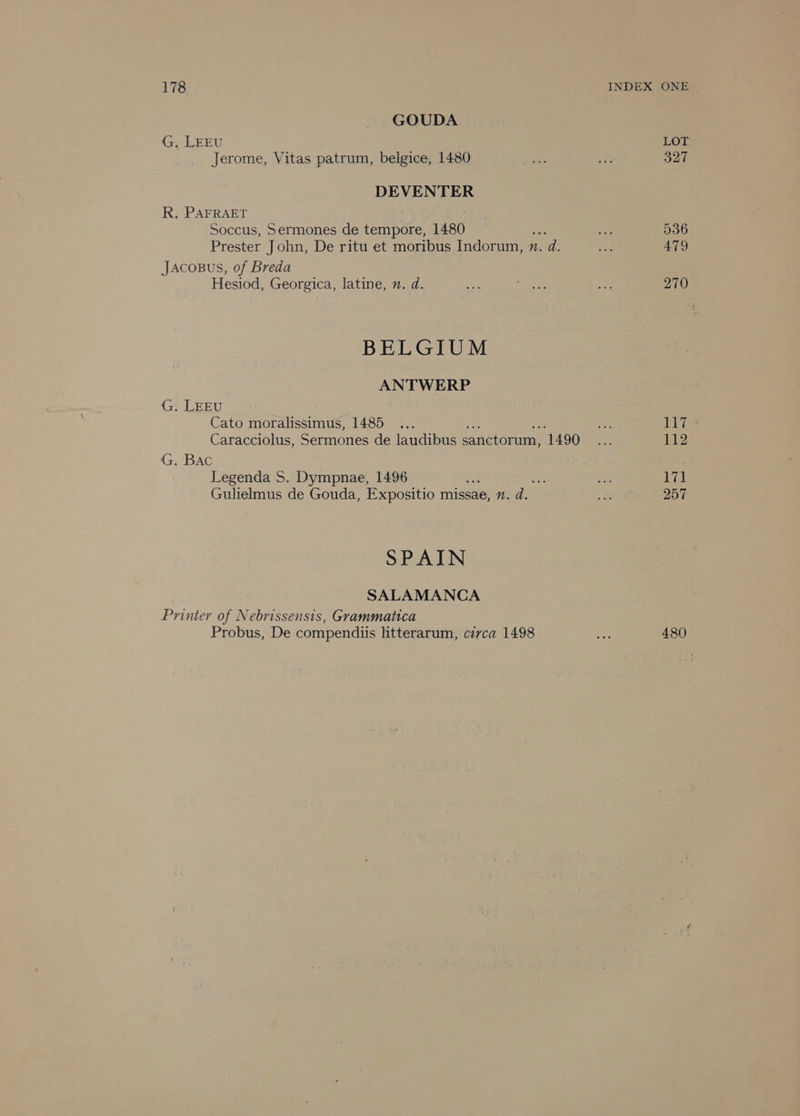 178 INDEX ONE
GOUDA
G. LEEU LOT
Jerome, Vitas patrum, belgice, 1480 ... ... 327
DEVENTER
R. PAFRAET
Soccus, Sermones de tempore, 1480 ... ... 536
Prester John, De ritu et moribus Indorum, n. d. ... 479
JACOBUS, of Breda
Hesiod, Georgica, latine, n. d. ... ... ... 270
BELGIUM
ANTWERP
G. LEEU
Cato moralissimus, 1485 ... ... ... ... 117
Caracciolus, Sermones de laudibus sanctorum, 1490 ... 112
G. BAC
Legenda S. Dympnae, 1496 ... ... ... 171
Gulielmus de Gouda, Expositio missae, n. d. ... 257
SPAIN
SALAMANCA
Printer of Nebrissensis, Grammatica
Probus, De compendiis litterarum, circa 1498 ... 480